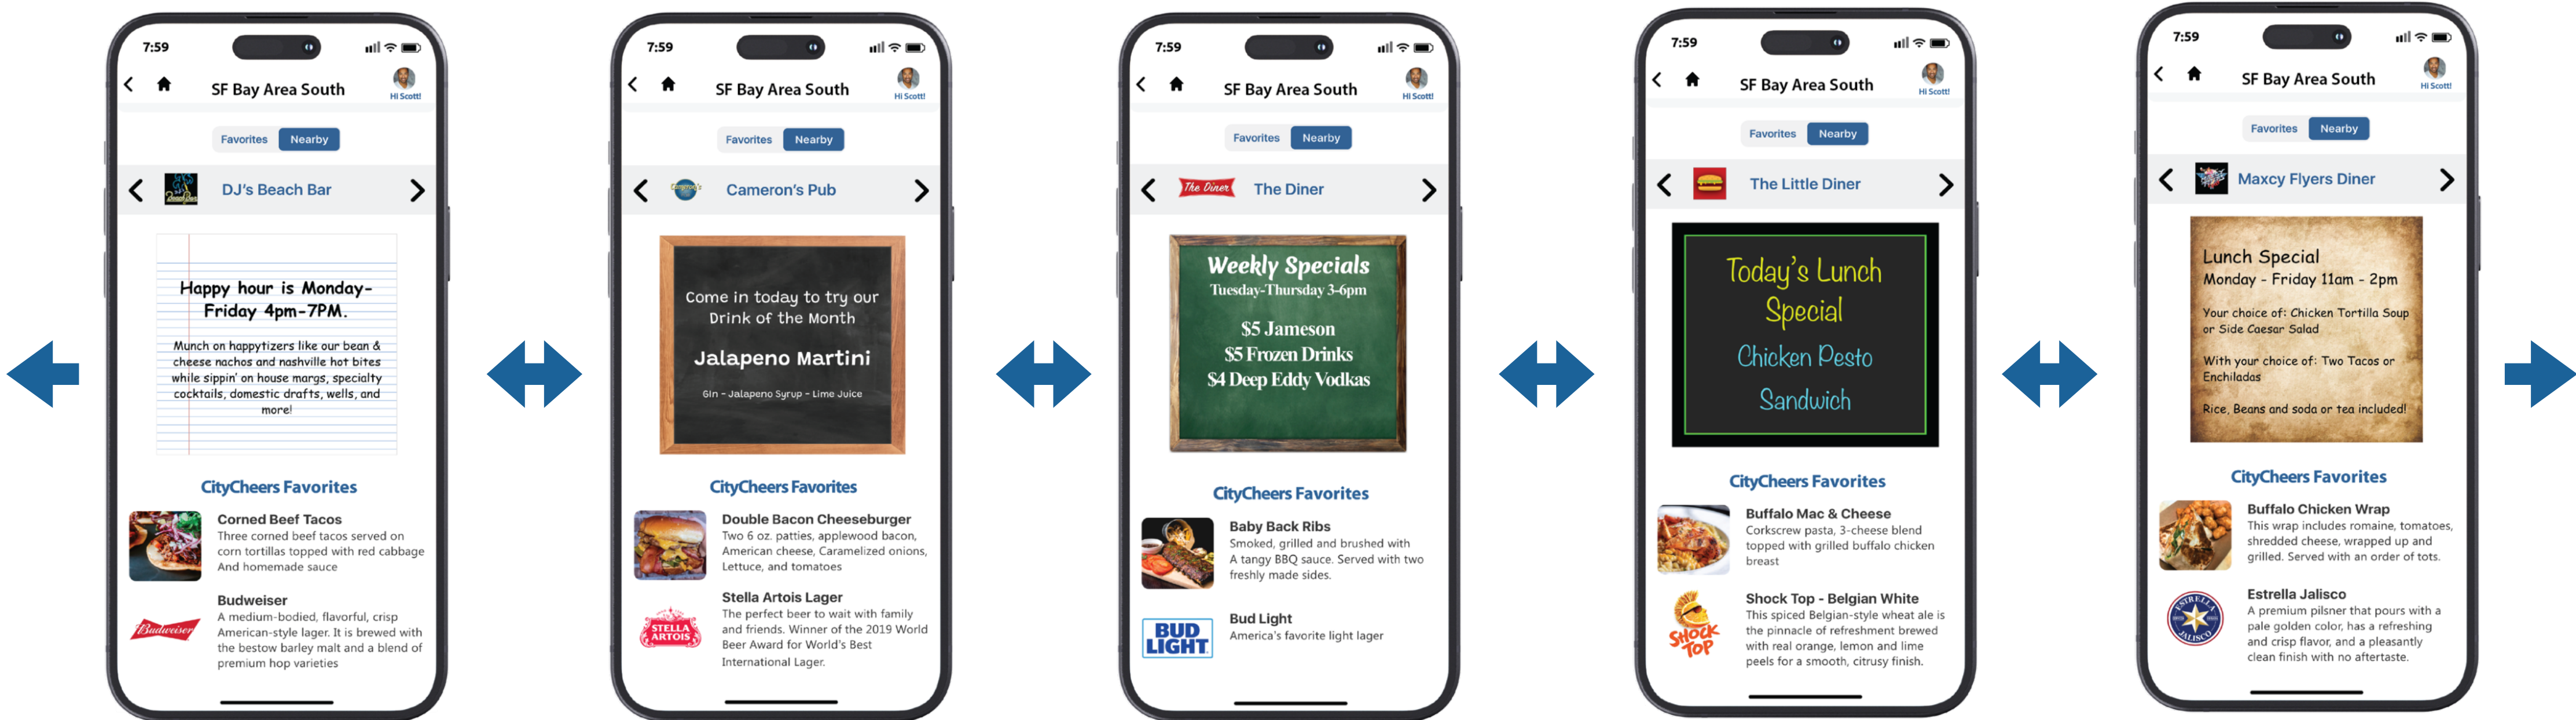 7:59
SF Bay Area South
Hi Scott!
Favorites
Nearby
DJ's Beach Bar
Happy hour is Monday-
Friday 4pm-7PM.
Munch on happytizers like our bean &
cheese nachos and nashville hot bites
while sippin' on house margs, specialty
cocktails, domestic drafts, wells, and
more!
CityCheers Favorites
Corned Beef Tacos
Three corned beef tacos served on
corn tortillas topped with red cabbage
And homemade sauce
Budweiser
Budweiser
A medium-bodied, flavorful, crisp
American-style lager. It is brewed with
the bestow barley malt and a blend of
premium hop varieties
7:59
SF Bay Area South
Hi Scott!
Favorites
Nearby
Cameron's
Cameron's Pub
Come in today to try our
Drink of the Month
Jalapeno Martini
Gin - Jalapeno Syrup - Lime Juice
CityCheers Favorites
Double Bacon Cheeseburger
Two 6 oz. patties, applewood bacon,
American cheese, Caramelized onions,
Lettuce, and tomatoes
STELLA
ARTOIS
Stella Artois Lager
The perfect beer to wait with family
and friends. Winner of the 2019 World
Beer Award for World's Best
International Lager.
7:59
SF Bay Area South
Hi Scott!
Favorites
Nearby
The Diner
The Diner
Weekly Specials
Tuesday-Thursday 3-6pm
$5 Jameson
$5 Frozen Drinks
$4 Deep Eddy Vodkas
CityCheers Favorites
Baby Back Ribs
Smoked, grilled and brushed with
A tangy BBQ sauce. Served with two
freshly made sides.
BUD
LIGHT
Bud Light
America's favorite light lager
7:59
SF Bay Area South
Hi Scott!
Favorites
Nearby
The Little Diner
Today's Lunch
Special
Chicken Pesto
Sandwich
CityCheers Favorites
Buffalo Mac & Cheese
Corkscrew pasta, 3-cheese blend
topped with grilled buffalo chicken
breast
SHOCK
TOP
Shock Top - Belgian White
This spiced Belgian-style wheat ale is
the pinnacle of refreshment brewed
with real orange, lemon and lime
peels for a smooth, citrusy finish.
7:59
SF Bay Area South
Hi Scott!
Favorites
Nearby
Maxcy Flyers Diner
Lunch Special
Monday - Friday 11am - 2pm
Your choice of: Chicken Tortilla Soup
or Side Caesar Salad
With your choice of: Two Tacos or
Enchiladas
Rice, Beans and soda or tea included!
CityCheers Favorites
Buffalo Chicken Wrap
This wrap includes romaine, tomatoes,
shredded cheese, wrapped up and
grilled. Served with an order of tots.
ESTRELLA
JALISCO
Estrella Jalisco
A premium pilsner that pours with a
pale golden color, has a refreshing
and crisp flavor, and a pleasantly
clean finish with no aftertaste.